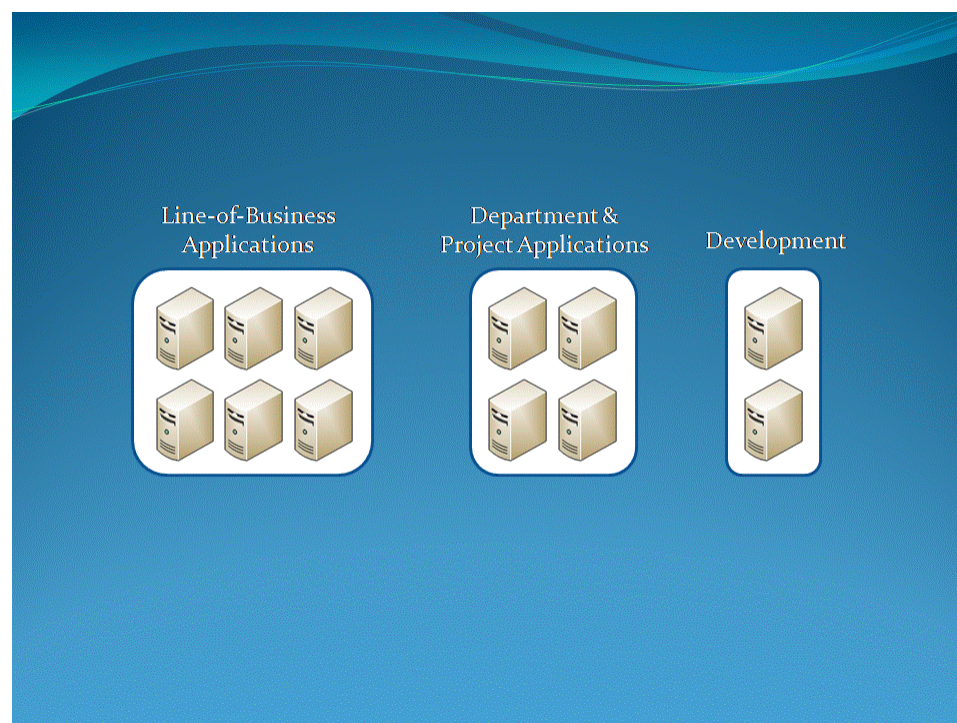 Line-of-Business
Applications
Department &
Project Applications
Development